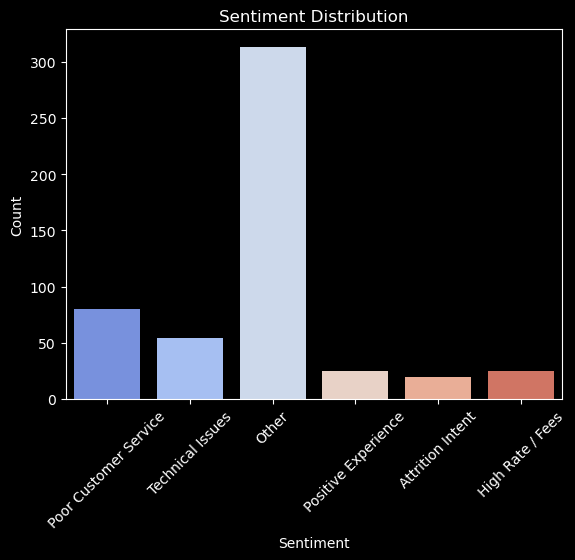 Sentiment Distribution
Count
300
250
200
150
100
50
0
Poor Customer Service
Technical Issues
Other
Positive Experience
Attrition Intent
High Rate / Fees
Sentiment